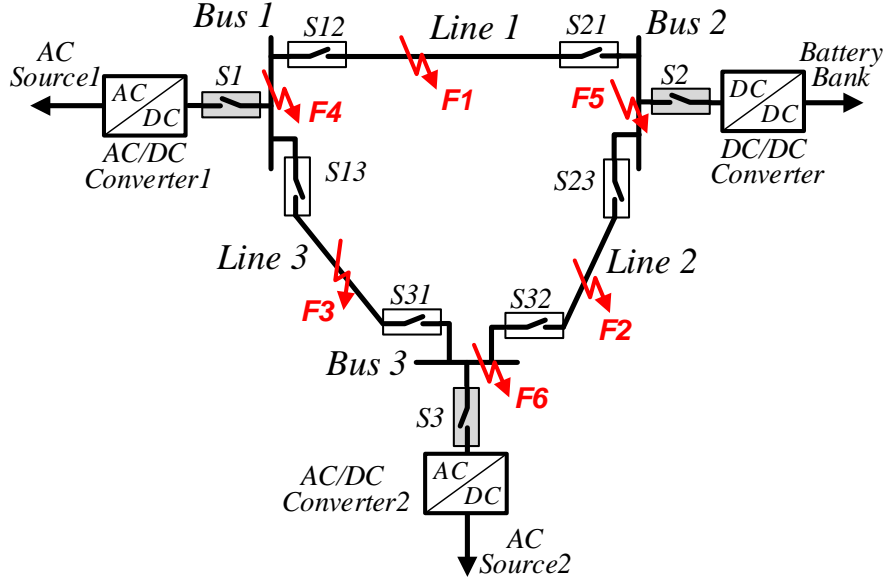 Bus 1
Bus 2
AC
Source1
S1
S12
Line 1
S21
S2
Battery
Bank
AC
DC
F4
F1
F5
DC
DC
AC/DC
Converter1
S13
S23
DC/DC
Converter
Line 3
Line 2
F3
S31
S32
F2
Bus 3
F6
S3
AC/DC
Converter2
AC
DC
AC
Source2